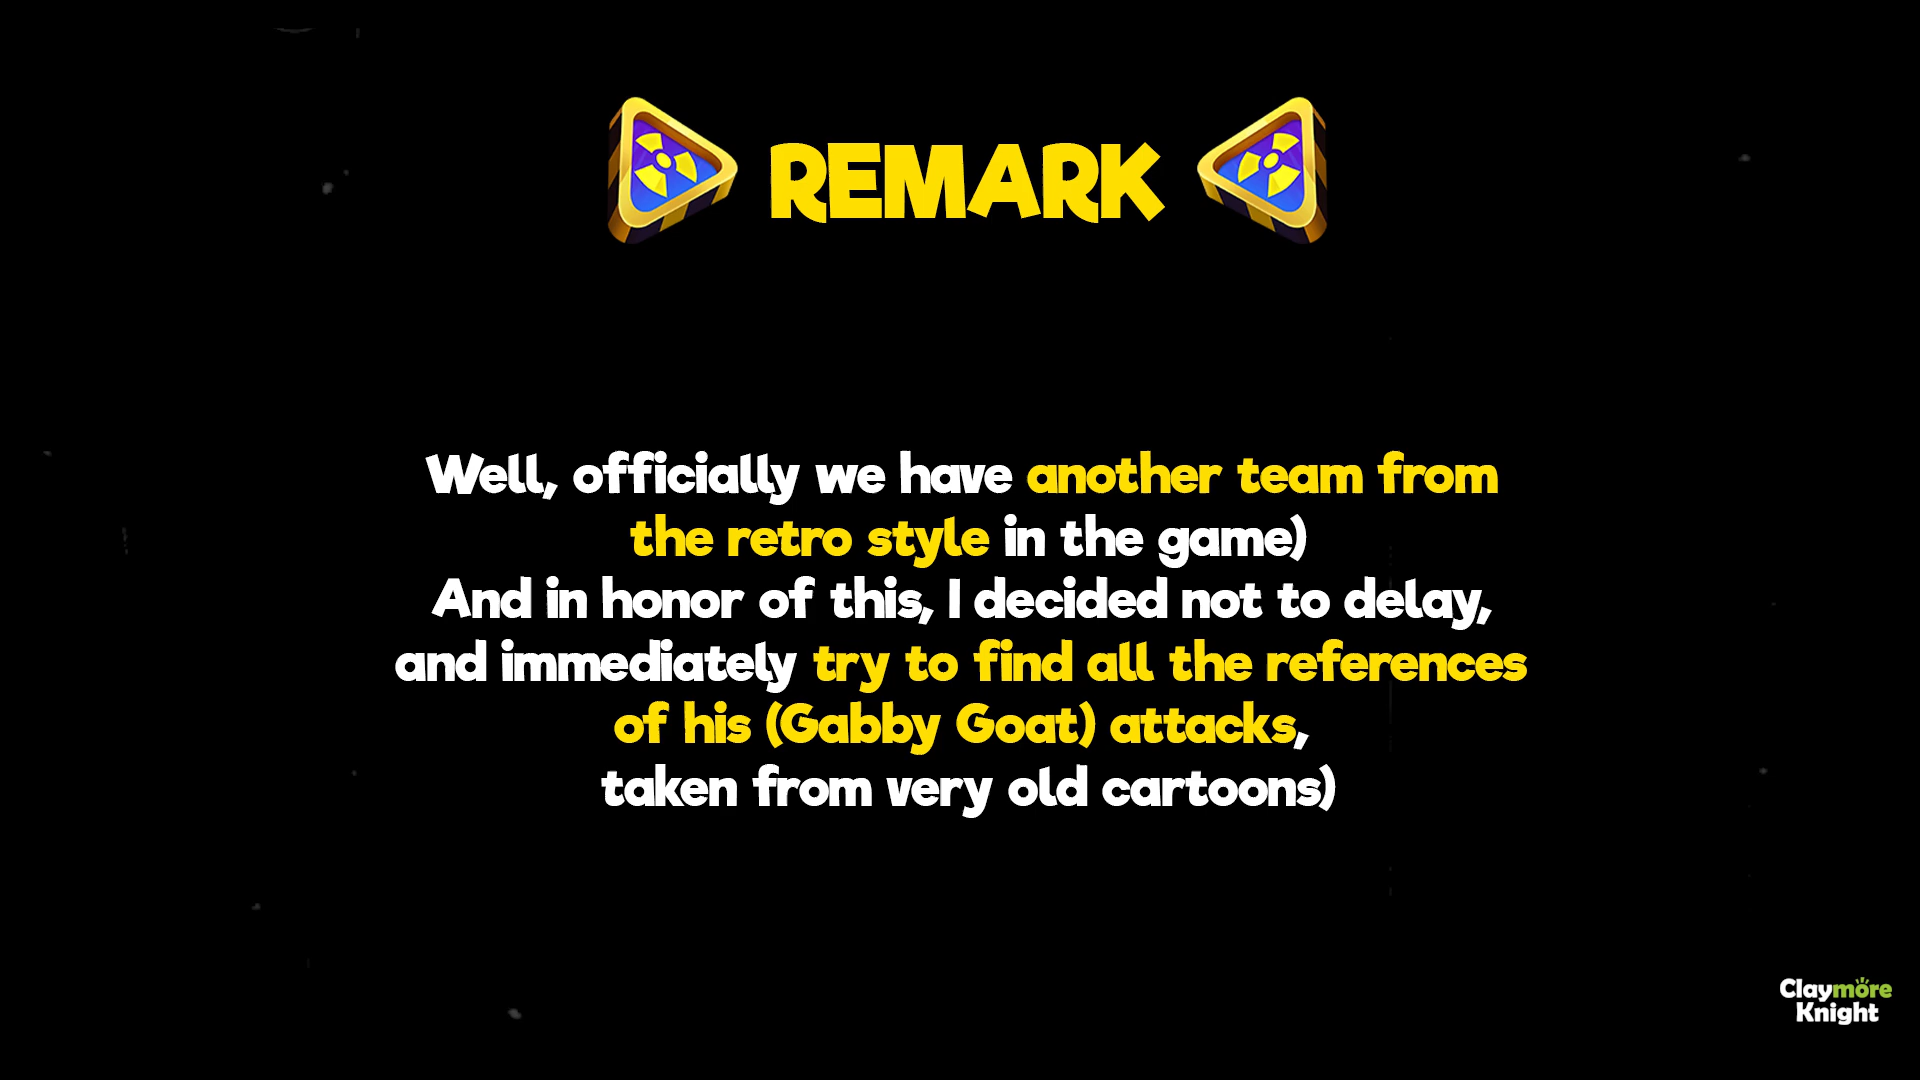 REMARK
Well, officially we have another team from
the retro style in the game)
And in honor of this, I decided not to delay,
and immediately try to find all the references
of his (Gabby Goat) attacks,
taken from very old cartoons)
Claymore
Knight